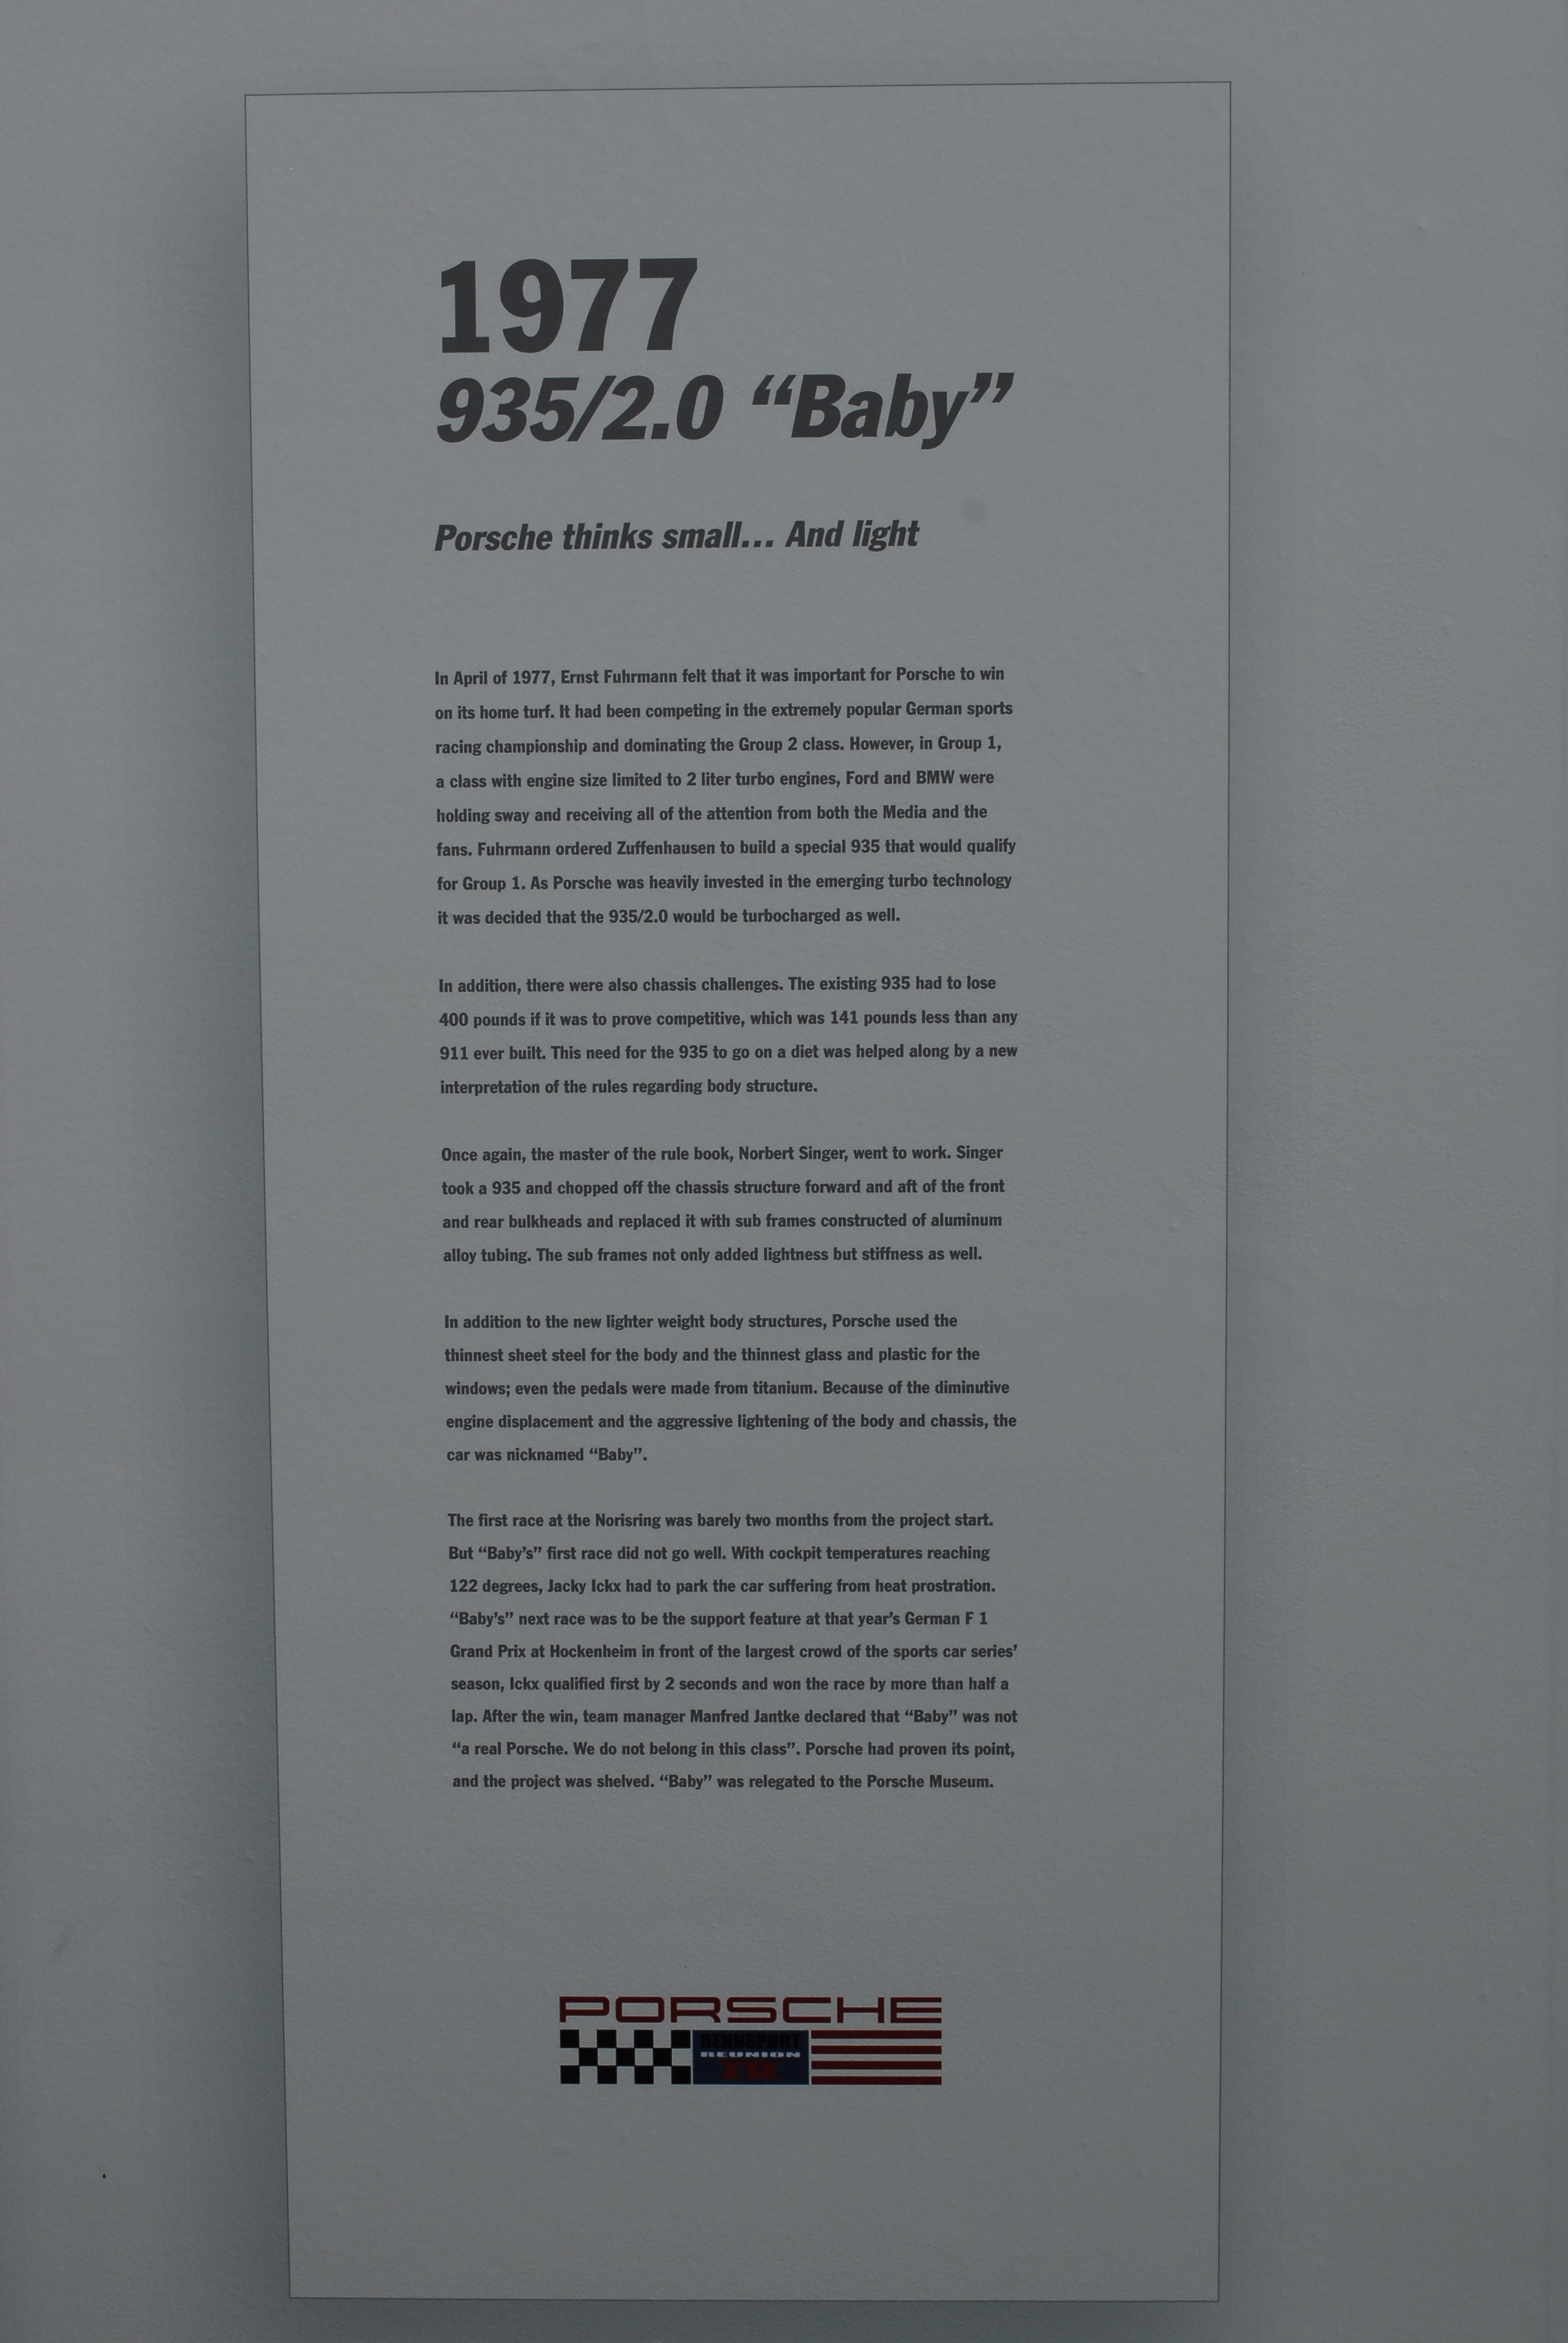 1977
935/2.0 “Baby”
Porsche thinks small... And light
In April of 1977, Ernst Fuhrmann felt that it was important for Porsche to win
on its home turf. It had been competing in the extremely popular German sports
racing championship and dominating the Group 2 class. However, in Group 1,
a class with engine size limited to 2 liter turbo engines, Ford and BMW were
holding sway and receiving all of the attention from both the Media and the
fans. Fuhrmann ordered Zuffenhausen to build a special 935 that would qualify
for Group 1. As Porsche was heavily invested in the emerging turbo technology
it was decided that the 935/2.0 would be turbocharged as well.
In addition, there were also chassis challenges. The existing 935 had to lose
400 pounds if it was to prove competitive, which was 141 pounds less than any
911 ever built. This need for the 935 to go on a diet was helped along by a new
interpretation of the rules regarding body structure.
Once again, the master of the rule book, Norbert Singer, went to work. Singer
took a 935 and chopped off the chassis structure forward and aft of the front
and rear bulkheads and replaced it with sub frames constructed of aluminum
alloy tubing. The sub frames not only added lightness but stiffness as well.
In addition to the new lighter weight body structures, Porsche used the
thinnest sheet steel for the body and the thinnest glass and plastic for the
windows; even the pedals were made from titanium. Because of the diminutive
engine displacement and the aggressive lightening of the body and chassis, the
car was nicknamed “Baby”.
The first race at the Norisring was barely two months from the project start.
But “Baby’s” first race did not go well. With cockpit temperatures reaching
122 degrees, Jacky Ickx had to park the car suffering from heat prostration.
“Baby’s” next race was to be the support feature at that year’s German F 1
Grand Prix at Hockenheim in front of the largest crowd of the sports car series’
season, Ickx qualified first by 2 seconds and won the race by more than half a
lap. After the win, team manager Manfred Jantke declared that “Baby” was not
“a real Porsche. We do not belong in this class”. Porsche had proven its point,
and the project was shelved. “Baby” was relegated to the Porsche Museum.
PORSCHE
RENNSPORT
REUNION
IV